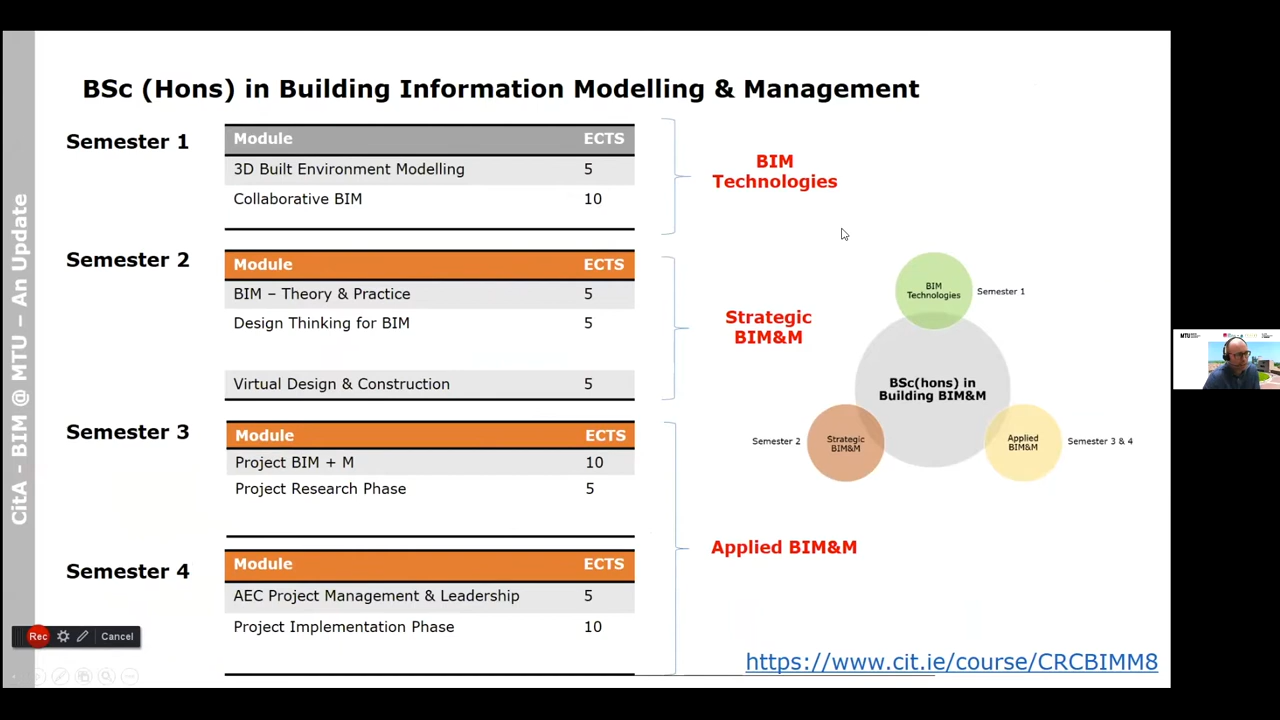 BSc (Hons) in Building Information Modelling & Management
CitA - BIM @ MTU – An Update
Semester 1
Module ECTS
3D Built Environment Modelling 5
Collaborative BIM 10
BIM
Technologies
Semester 2
Module ECTS
BIM – Theory & Practice 5
Design Thinking for BIM 5
Virtual Design & Construction 5
Strategic
BIM&M
Semester 3
Module ECTS
Project BIM + M 10
Project Research Phase 5
Semester 4
Module ECTS
AEC Project Management & Leadership 5
Project Implementation Phase 10
Applied BIM&M
BIM
Technologies
Semester 1
BSc(hons) in
Building BIM&M
Semester 2
Strategic
BIM&M
Applied
BIM&M
Semester 3 & 4
https://www.cit.ie/course/CRCBIMM8
Rec Cancel
MTU